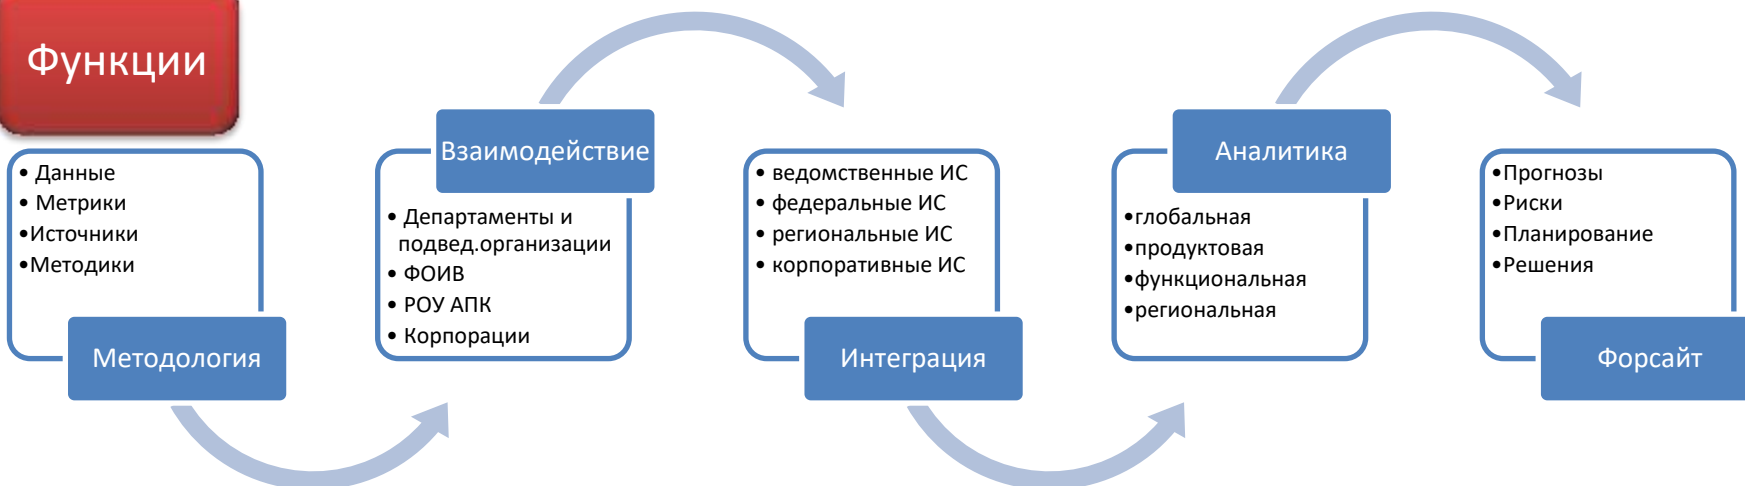 Функции
• Данные
• Метрики
•Источники
•Методики
Методология
Взаимодействие
• Департаменты и
подвед.организации
• ФОИВ
• РОУ АПК
• Корпорации
• ведомственные ИС
• федеральные ИС
• региональные ИС
• корпоративные ИС
Интеграция
Аналитика
•глобальная
•продуктовая
•функциональная
•региональная
•Прогнозы
•Риски
•Планирование
•Решения
Форсайт